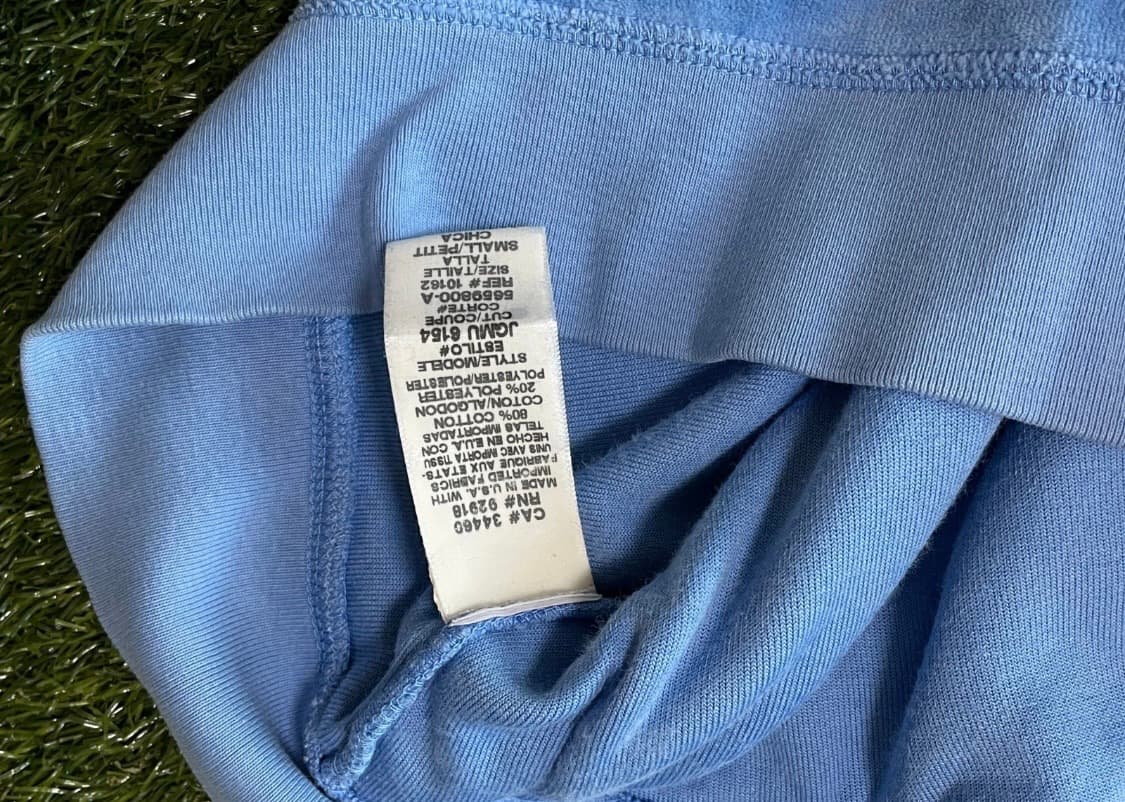 CA# 34460
RN# 92918
MADE IN U.S.A. WITH
IMPORTED FABRICS
FABRIQUE AUX ETATS-
UNIS AVEC IMPORTA TISSU
HECHO EN E.U.A. CON
TELAS IMPORTADAS
80% COTTON
COTON/ALGODON
20% POLYESTER
POLYESTER/POLIESTER
STYLE/MODELE
ESTILO#
JGMU 6154
CUT/COUPE
CORTE#
5659800-A
REF# 10162
SIZE/TAILLE
TALLA
SMALL/PETIT
CHICA